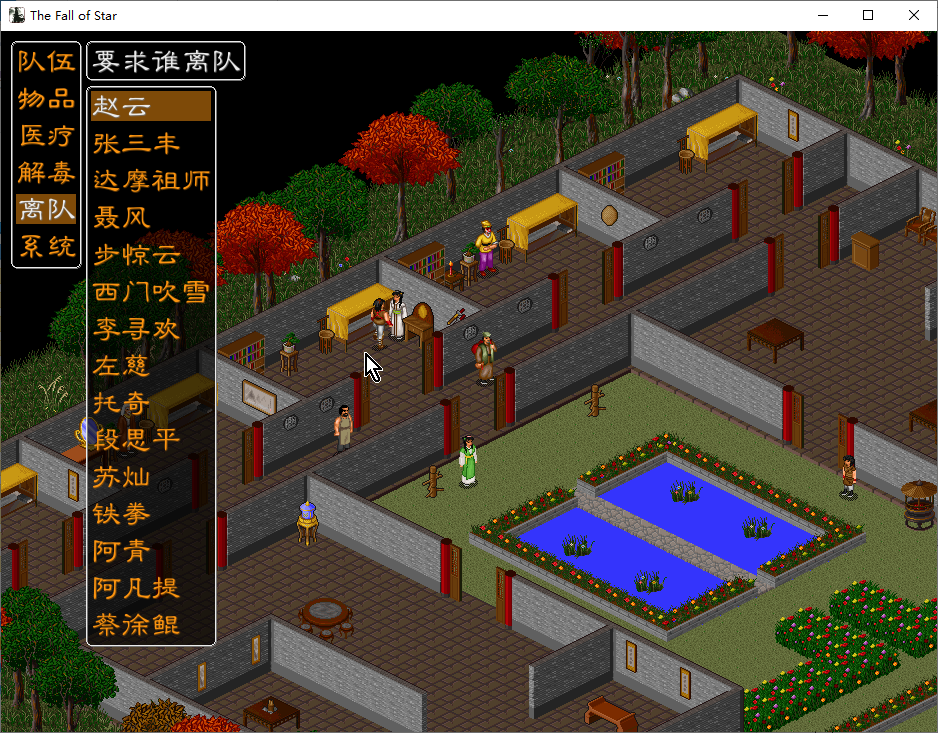 The Fall of Star
队伍
物品
医疗
解毒
离队
系统
要求谁离队
赵云
张三丰
达摩祖师
聂风
步惊云
西门吹雪
李寻欢
左慈
托奇
段思平
苏灿
铁拳
阿青
阿凡提
蔡徐鲲